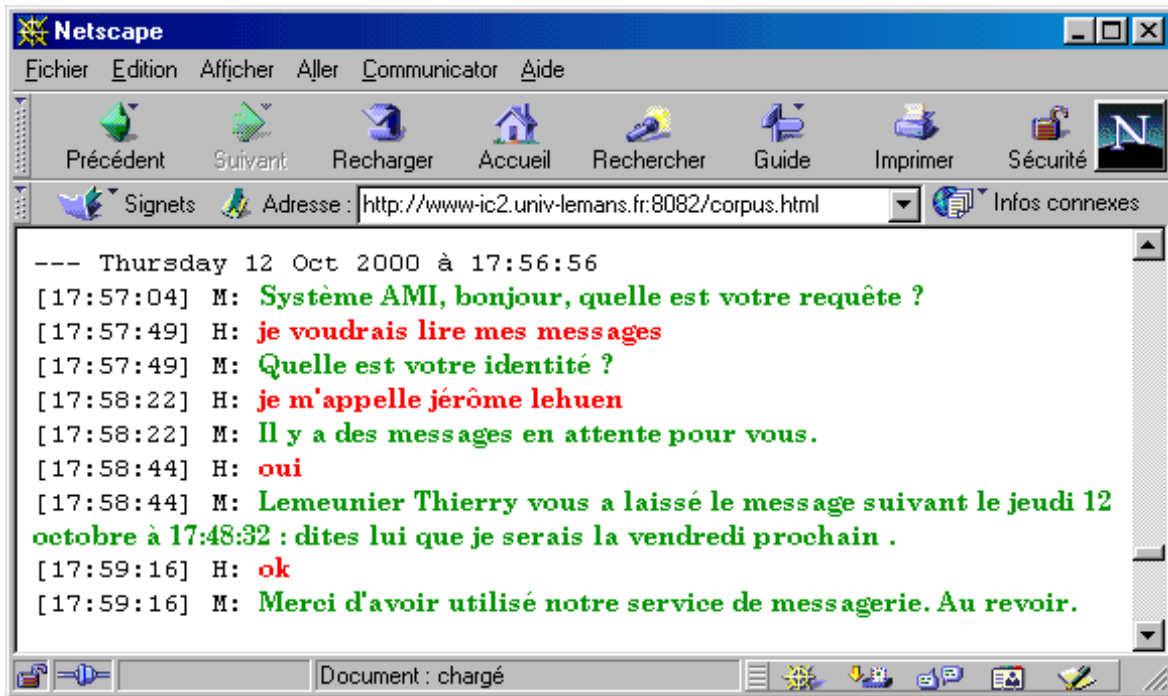 Netscape
Fichier Edition Afficher Aller Communicator Aide
Précédent Suivant Recharger Accueil Rechercher Guide Imprimer Sécurité N
Signets Adresse : http://www-ic2.univ-lemans.fr:8082/corpus.html Infos connexes
--- Thursday 12 Oct 2000 à 17:56:56
[17:57:04] M: Système AMI, bonjour, quelle est votre requête ?
[17:57:49] H: je voudrais lire mes messages
[17:57:49] M: Quelle est votre identité ?
[17:58:22] H: je m'appelle jérôme lehuen
[17:58:22] M: Il y a des messages en attente pour vous.
[17:58:44] H: oui
[17:58:44] M: Lemeunier Thierry vous a laissé le message suivant le jeudi 12
octobre à 17:48:32 : dites lui que je serais la vendredi prochain .
[17:59:16] H: ok
[17:59:16] M: Merci d'avoir utilisé notre service de messagerie. Au revoir.
Document : chargé